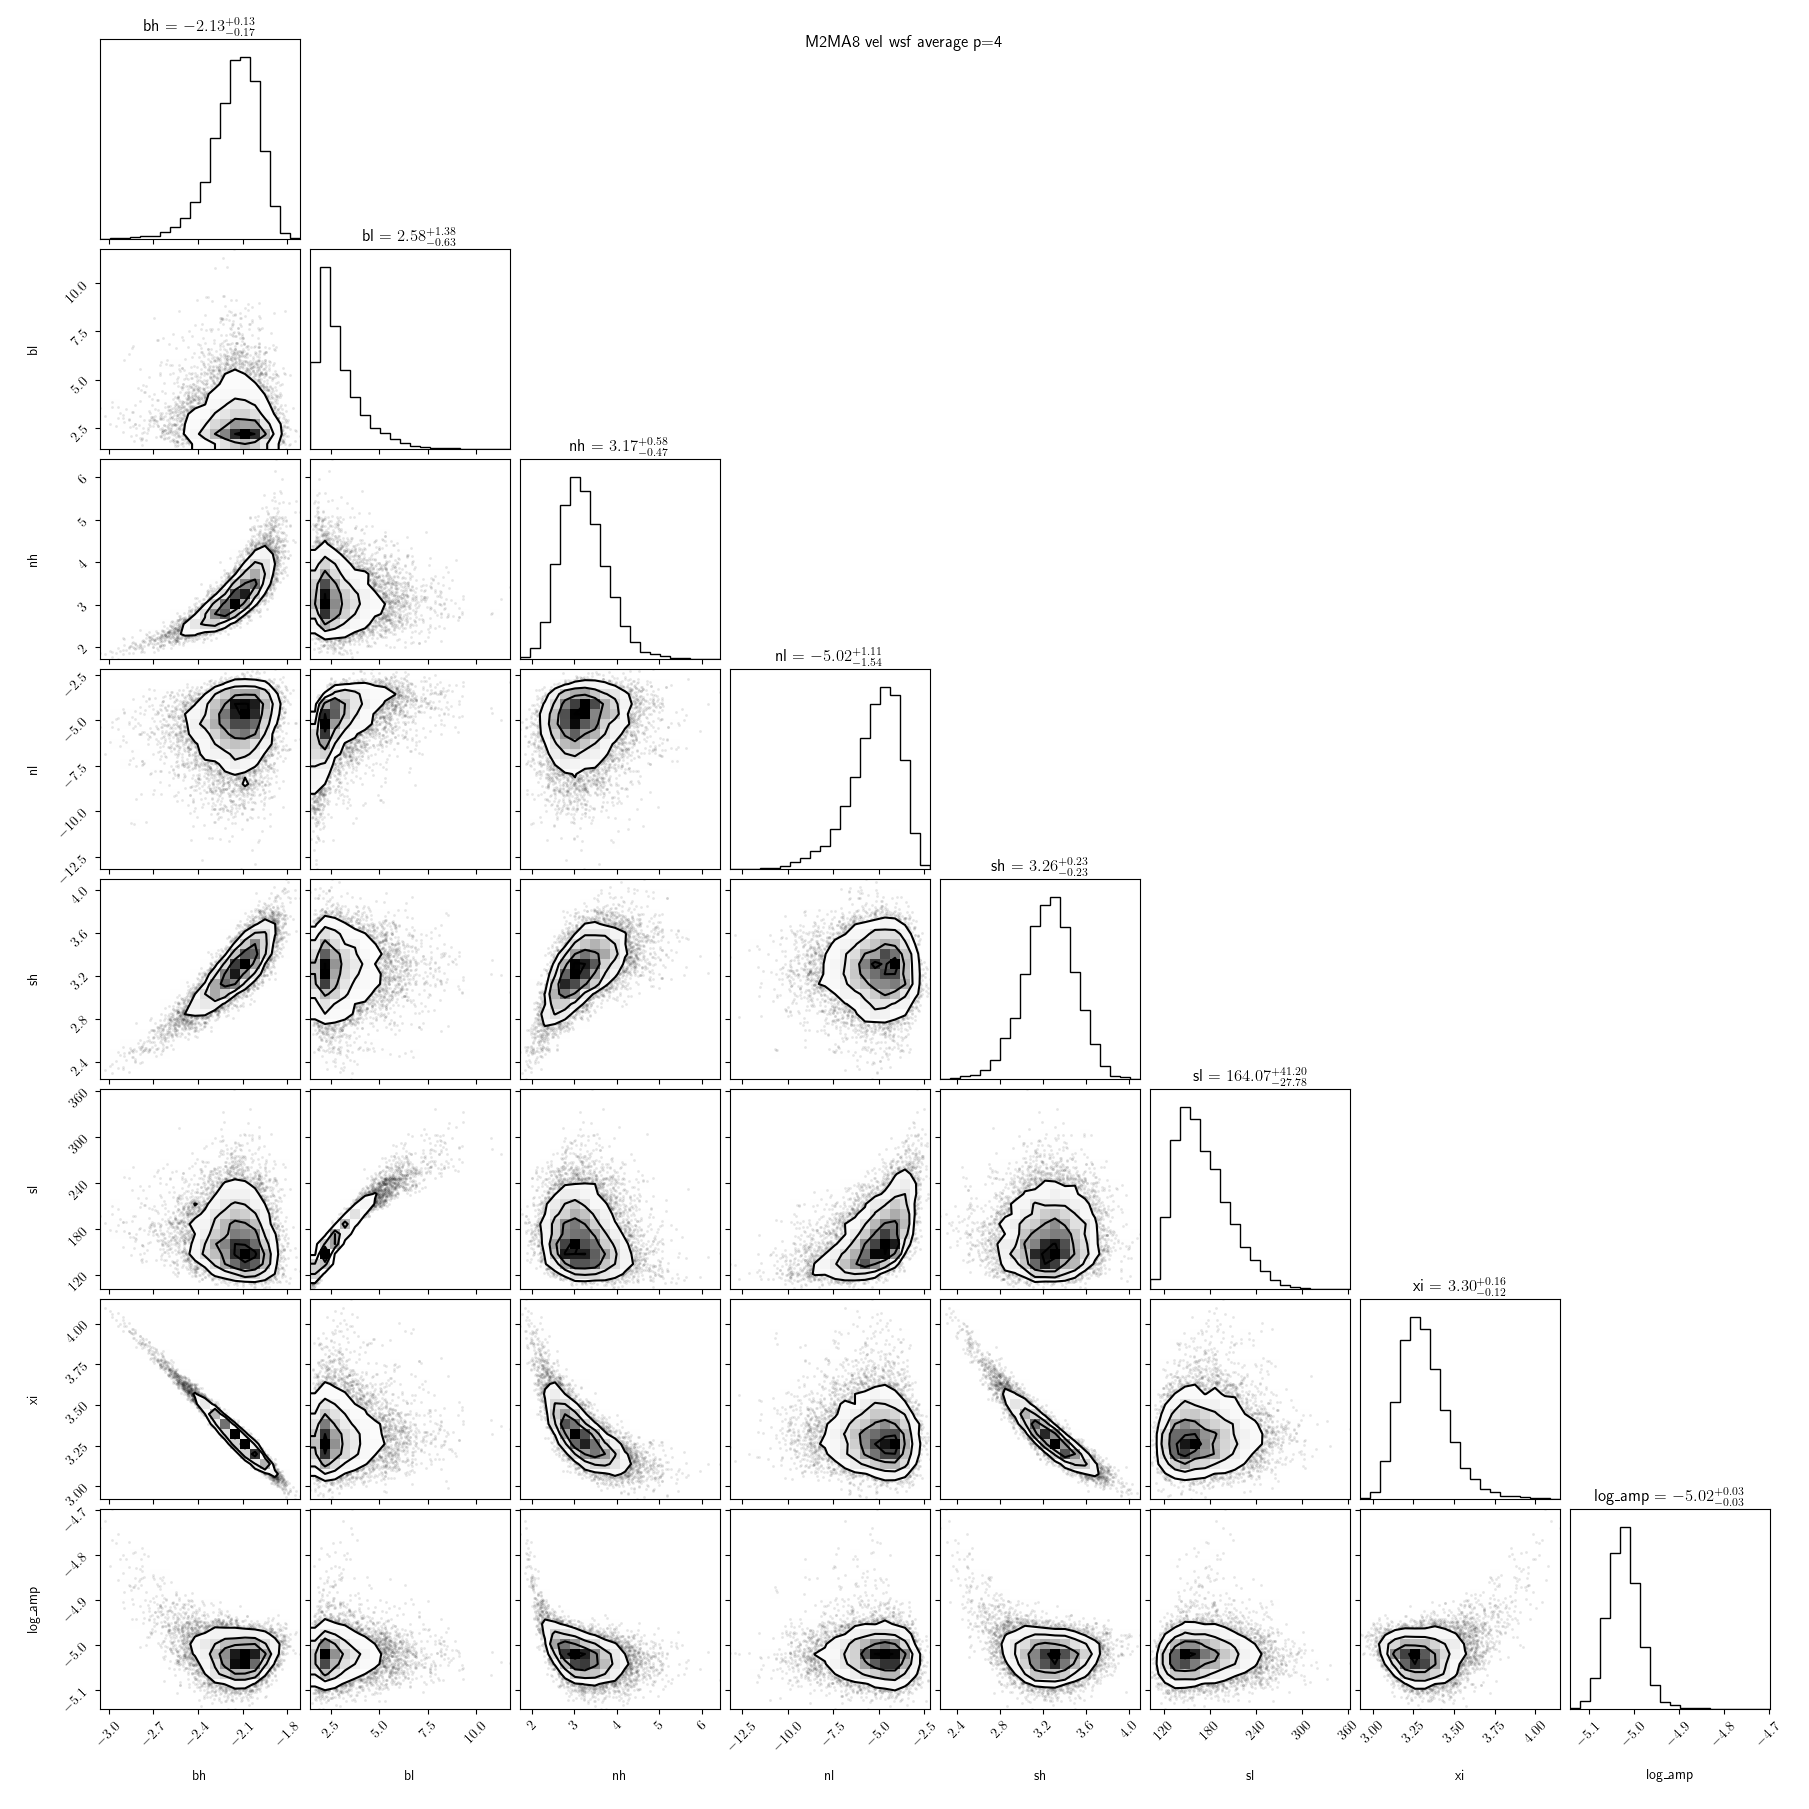 M2MA8 vel wsf average p=4
bh = −2.13+0.13−0.17
bl = 2.58+1.38−0.63
bl
10.0
7.5
5.0
2.5
nh = 3.17+0.58−0.47
nh
6
5
4
3
2
nl = −5.02+1.11−1.54
nl
−2.5
−5.0
−7.5
−10.0
−12.5
sh = 3.26+0.23−0.23
sh
4.0
3.6
3.2
2.8
2.4
sl = 164.07+41.20−27.78
sl
360
300
240
180
120
xi = 3.30+0.16−0.12
xi
4.00
3.75
3.50
3.25
3.00
log_amp = −5.02+0.03−0.03
log_amp
−4.7
−4.8
−4.9
−5.0
−5.1
−3.0 −2.7 −2.4 −2.1 −1.8
2.5 5.0 7.5 10.0
2 3 4 5 6
−12.5 −10.0 −7.5 −5.0 −2.5
2.4 2.8 3.2 3.6 4.0
120 180 240 300 360
3.00 3.25 3.50 3.75 4.00
−5.1 −5.0 −4.9 −4.8 −4.7
bh bl nh nl sh sl xi log_amp